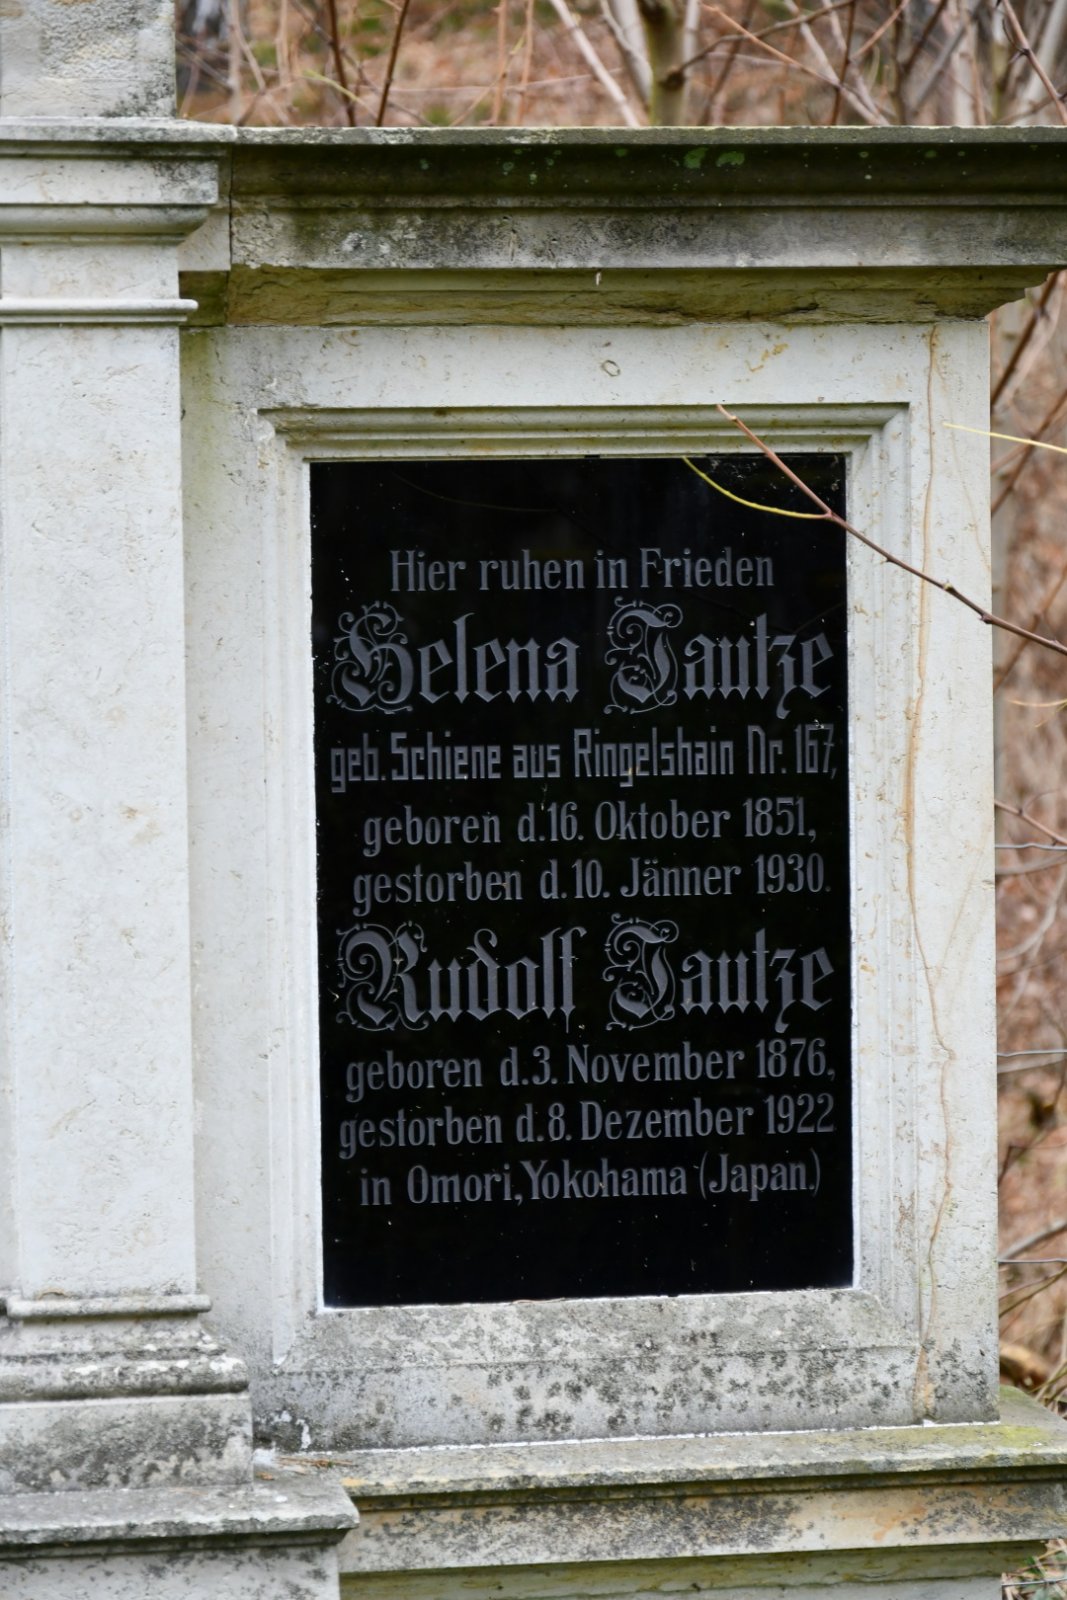 Hier ruhen in Frieden
Helena Jautze
geb. Schiene aus Ringelshain Nr. 167,
geboren d.16. Oktober 1851,
gestorben d. 10. Jänner 1930.
Rudolf Jautze
geboren d.3. November 1876,
gestorben d.8. Dezember 1922
in Omori, Yokohama (Japan.)